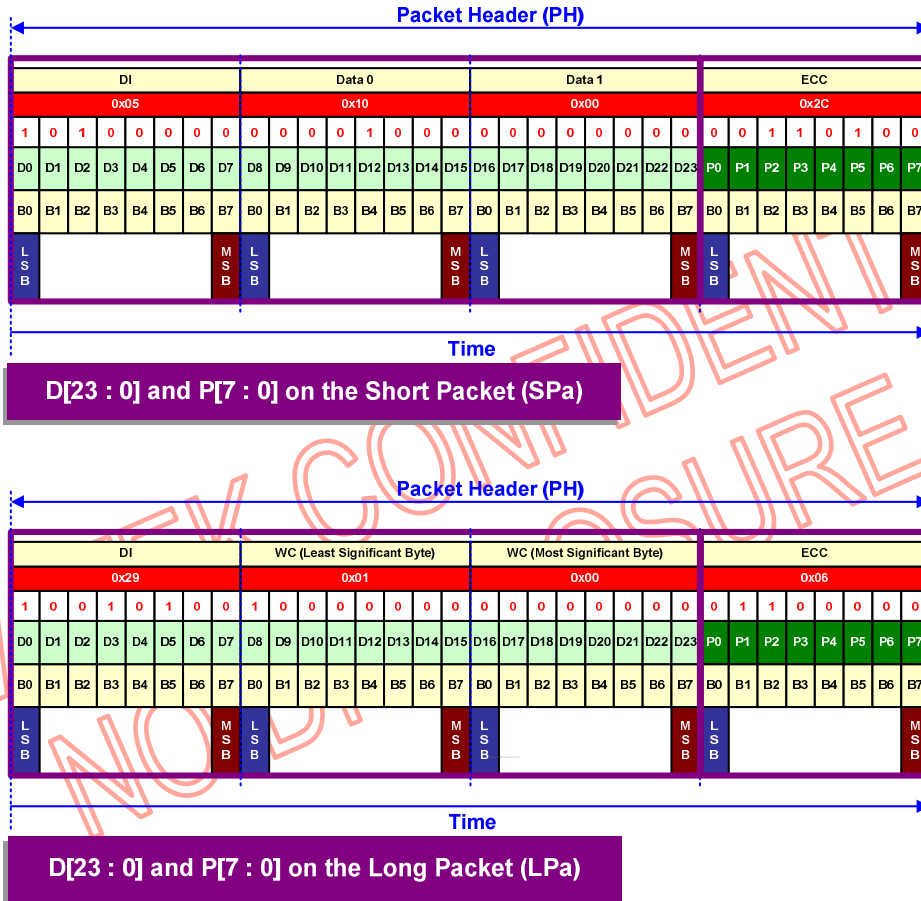 Packet Header (PH)
DI Data 0 Data 1 ECC
0x05 0x10 0x00 0x2C
1 0 1 0 0 0 0 0 0 0 0 0 1 0 0 0 0 0 0 0 0 0 0 0 0 0 1 1 0 1 0 0
D0 D1 D2 D3 D4 D5 D6 D7 D8 D9 D10 D11 D12 D13 D14 D15 D16 D17 D18 D19 D20 D21 D22 D23 P0 P1 P2 P3 P4 P5 P6 P7
B0 B1 B2 B3 B4 B5 B6 B7 B0 B1 B2 B3 B4 B5 B6 B7 B0 B1 B2 B3 B4 B5 B6 B7 B0 B1 B2 B3 B4 B5 B6 B7
LSB MSB LSB MSB LSB MSB LSB MSB
Time
D[23 : 0] and P[7 : 0] on the Short Packet (SPa)
Packet Header (PH)
DI WC (Least Significant Byte) WC (Most Significant Byte) ECC
0x29 0x01 0x00 0x06
1 0 0 1 0 1 0 0 1 0 0 0 0 0 0 0 0 0 0 0 0 0 0 0 0 1 1 0 0 0 0 0
D0 D1 D2 D3 D4 D5 D6 D7 D8 D9 D10 D11 D12 D13 D14 D15 D16 D17 D18 D19 D20 D21 D22 D23 P0 P1 P2 P3 P4 P5 P6 P7
B0 B1 B2 B3 B4 B5 B6 B7 B0 B1 B2 B3 B4 B5 B6 B7 B0 B1 B2 B3 B4 B5 B6 B7 B0 B1 B2 B3 B4 B5 B6 B7
LSB MSB LSB MSB LSB MSB LSB MSB
Time
D[23 : 0] and P[7 : 0] on the Long Packet (LPa)
CONFIDENT
NO